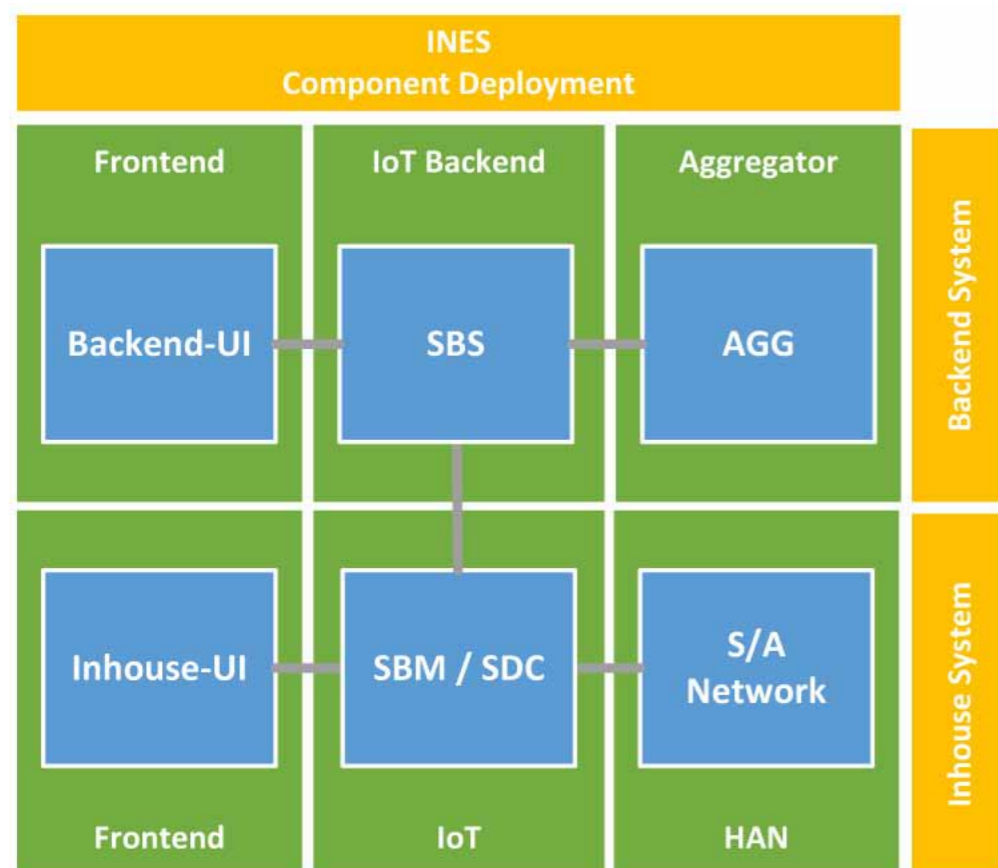 INES
Component Deployment
Frontend
IoT Backend
Aggregator
Backend System
Backend-UI
SBS
AGG
Inhouse-UI
SBM / SDC
S/A
Network
Inhouse System
Frontend
IoT
HAN